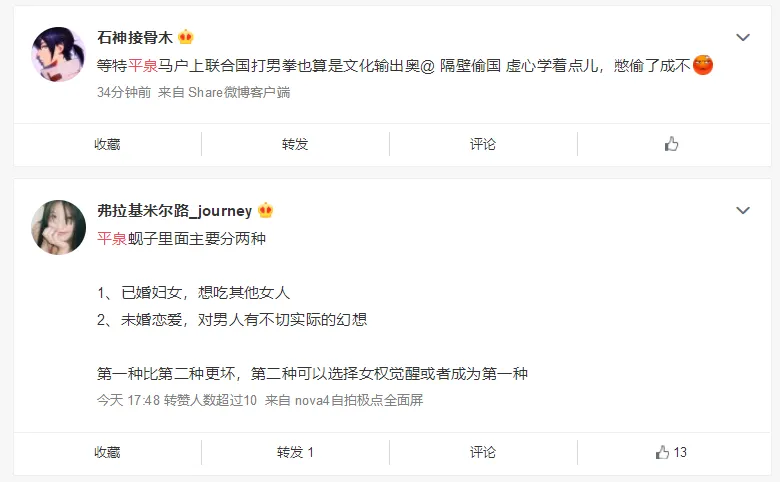 石神接骨木
等特平泉马户上联合国打男拳也算是文化输出奥@ 隔壁偷国 虚心学着点儿，憋偷了成不
34分钟前 来自 Share微博客户端
收藏 转发 评论
弗拉基米尔路_journey
平泉蚬子里面主要分两种
1、已婚妇女，想吃其他女人
2、未婚恋爱，对男人有不切实际的幻想
第一种比第二种更坏，第二种可以选择女权觉醒或者成为第一种
今天 17:48 转赞人数超过10 来自 nova4自拍极点全面屏
收藏 转发 1 评论 13